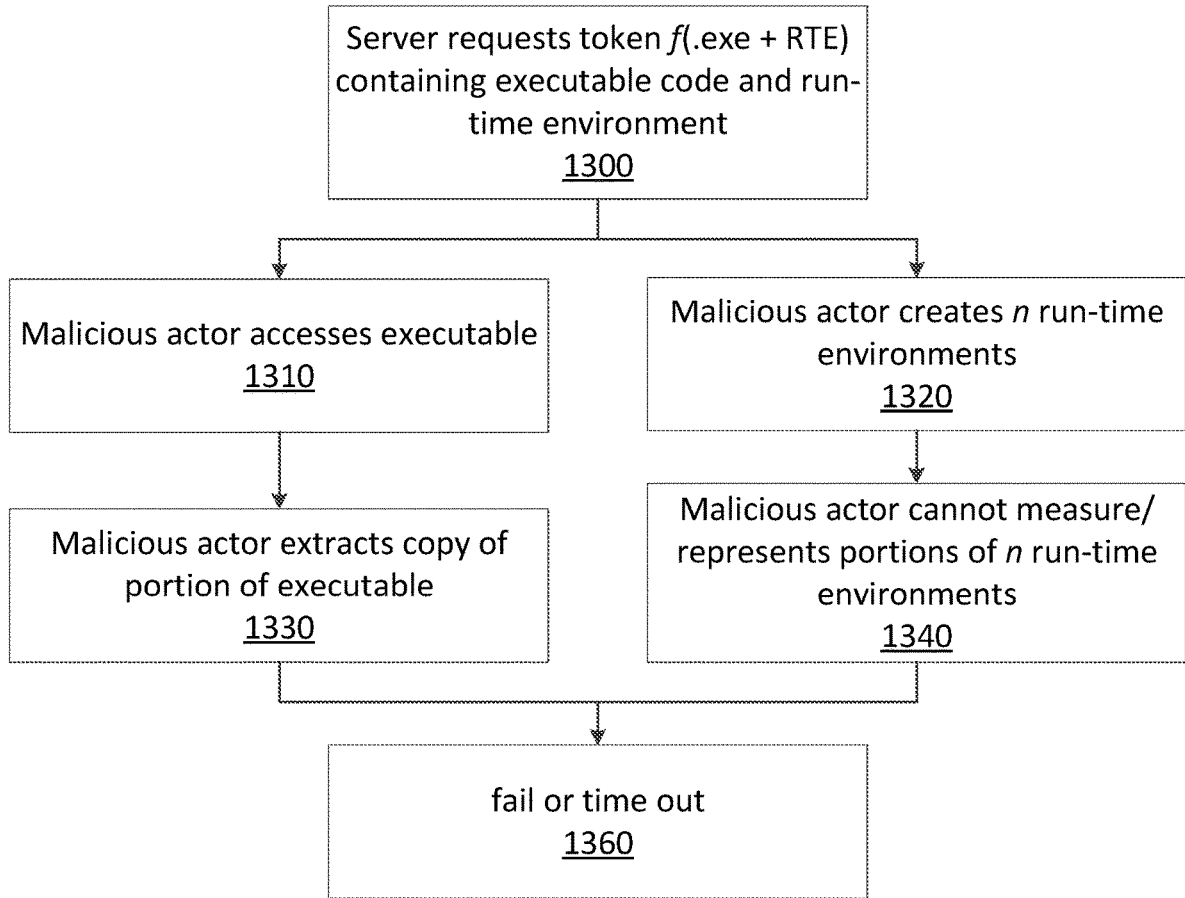 Server requests token f(.exe + RTE)
containing executable code and run-
time environment
1300
Malicious actor accesses executable
1310
Malicious actor creates n run-time
environments
1320
Malicious actor extracts copy of
portion of executable
1330
Malicious actor cannot measure/
represents portions of n run-time
environments
1340
fail or time out
1360